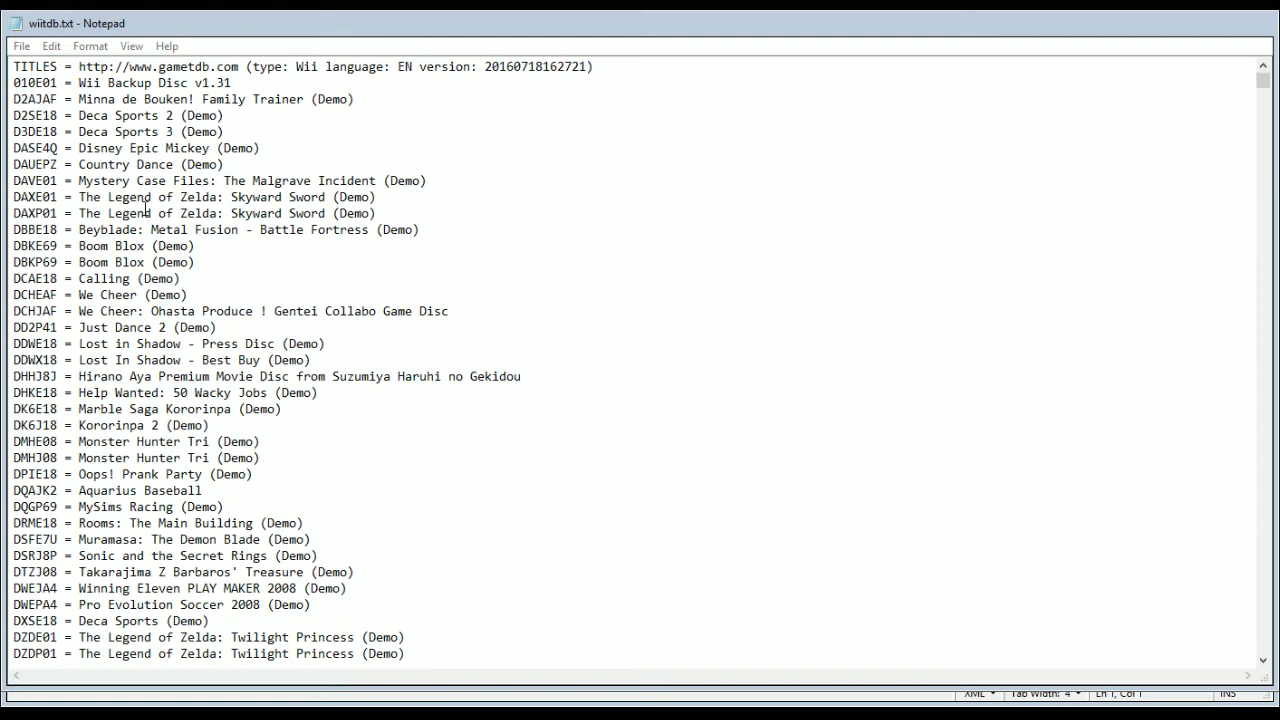 wiitdb.txt - Notepad
File Edit Format View Help
TITLES = http://www.gametdb.com (type: Wii language: EN version: 20160718162721)
010E01 = Wii Backup Disc v1.31
D2AJAF = Minna de Bouken! Family Trainer (Demo)
D2SE18 = Deca Sports 2 (Demo)
D3DE18 = Deca Sports 3 (Demo)
DASE4Q = Disney Epic Mickey (Demo)
DAUEPZ = Country Dance (Demo)
DAVE01 = Mystery Case Files: The Malgrave Incident (Demo)
DAXE01 = The Legend of Zelda: Skyward Sword (Demo)
DAXP01 = The Legend of Zelda: Skyward Sword (Demo)
DBBE18 = Beyblade: Metal Fusion - Battle Fortress (Demo)
DBKE69 = Boom Blox (Demo)
DBKP69 = Boom Blox (Demo)
DCAE18 = Calling (Demo)
DCHEAF = We Cheer (Demo)
DCHJAF = We Cheer: Ohasta Produce ! Gentei Collabo Game Disc
DD2P41 = Just Dance 2 (Demo)
DDWE18 = Lost in Shadow - Press Disc (Demo)
DDWX18 = Lost In Shadow - Best Buy (Demo)
DHHJ8J = Hirano Aya Premium Movie Disc from Suzumiya Haruhi no Gekidou
DHKE18 = Help Wanted: 50 Wacky Jobs (Demo)
DK6E18 = Marble Saga Kororinpa (Demo)
DK6J18 = Kororinpa 2 (Demo)
DMHE08 = Monster Hunter Tri (Demo)
DMHJ08 = Monster Hunter Tri (Demo)
DPIE18 = Oops! Prank Party (Demo)
DQAJK2 = Aquarius Baseball
DQGP69 = MySims Racing (Demo)
DRME18 = Rooms: The Main Building (Demo)
DSFE7U = Muramasa: The Demon Blade (Demo)
DSRJ8P = Sonic and the Secret Rings (Demo)
DTZJ08 = Takarajima Z Barbaros' Treasure (Demo)
DWEJA4 = Winning Eleven PLAY MAKER 2008 (Demo)
DWEPA4 = Pro Evolution Soccer 2008 (Demo)
DXSE18 = Deca Sports (Demo)
DZDE01 = The Legend of Zelda: Twilight Princess (Demo)
DZDP01 = The Legend of Zelda: Twilight Princess (Demo)
XML Tab Width: 4 Ln 1, Col 1 INS